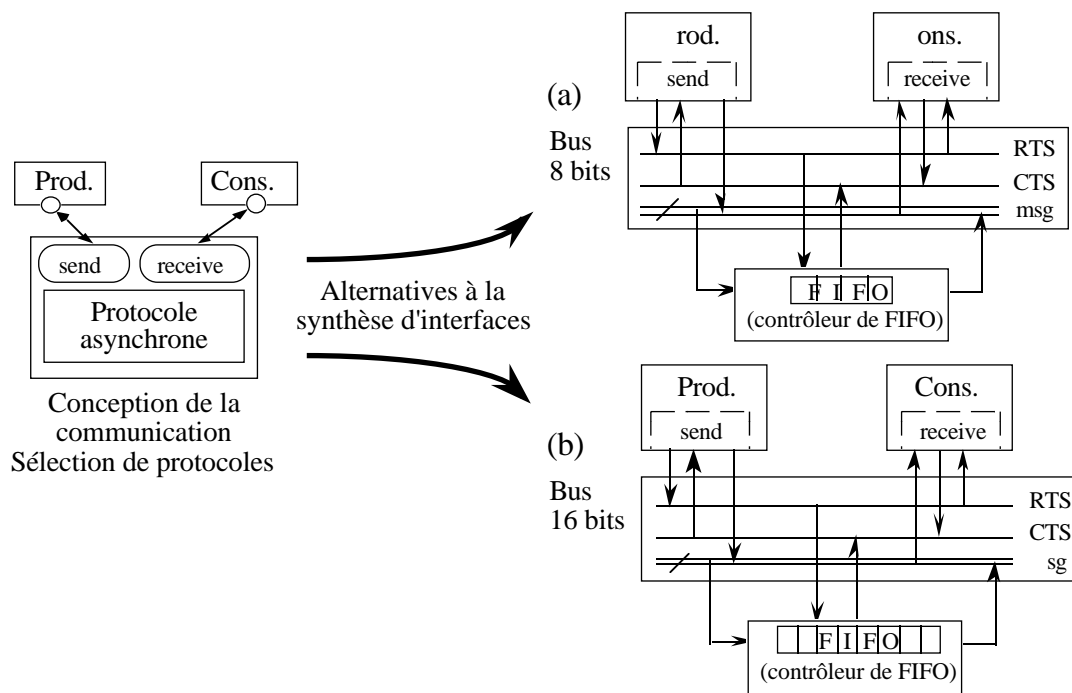 Prod.
Cons.
send
receive
Protocole
asynchrone
Conception de la
communication
Sélection de protocoles
Alternatives à la
synthèse d'interfaces
(a)
Bus
8 bits
rod.
ons.
send
receive
RTS
CTS
msg
F I F O
(contrôleur de FIFO)
(b)
Bus
16 bits
Prod.
Cons.
send
receive
RTS
CTS
sg
F I F O
(contrôleur de FIFO)